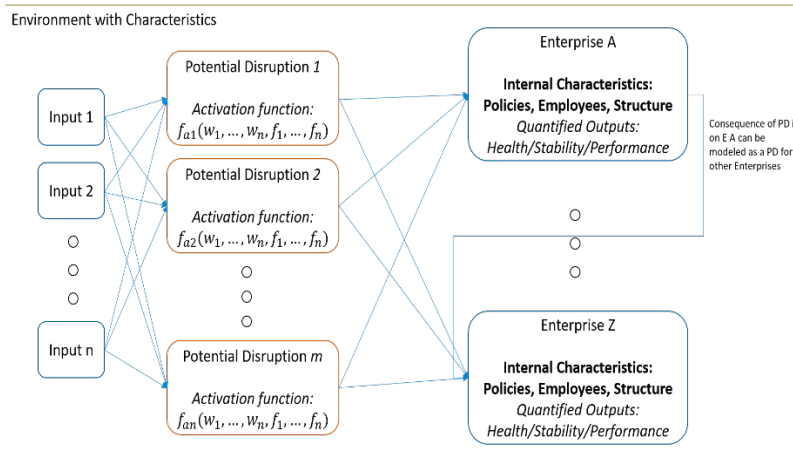 Environment with Characteristics
Input 1
Input 2
Input n
Potential Disruption 1
Activation function:
f_{a1}(w_1, …, w_n, f_1, …, f_n)
Potential Disruption 2
Activation function:
f_{a2}(w_1, …, w_n, f_1, …, f_n)
Potential Disruption m
Activation function:
f_{an}(w_1, …, w_n, f_1, …, f_n)
Enterprise A
Internal Characteristics:
Policies, Employees, Structure
Quantified Outputs:
Health/Stability/Performance
Enterprise Z
Internal Characteristics:
Policies, Employees, Structure
Quantified Outputs:
Health/Stability/Performance
Consequence of PD i
on E A can be
modeled as a PD for
other Enterprises